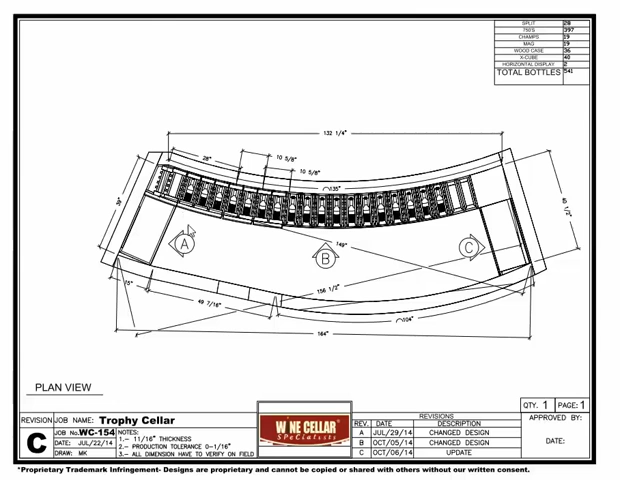 SPLIT 28
750'S 397
CHAMPS 19
MAG 19
WOOD CASE 36
X-CUBE 40
HORIZONTAL DISPLAY 2
TOTAL BOTTLES 541
132 1/4"
28"
10 5/8"
10 5/8"
135"
39"
40 1/2"
A
B
C
149"
156 1/2"
15"
49 7/16"
104"
164"
PLAN VIEW
QTY. 1 PAGE: 1
REVISION JOB NAME: Trophy Cellar
C
JOB No. WC-154
DATE: JUL/22/14
DRAW: MK
NOTES:
1.- 11/16" THICKNESS
2.- PRODUCTION TOLERANCE 0-1/16"
3.- ALL DIMENSION HAVE TO VERIFY ON FIELD
WINE CELLAR
SPeCialists
REVISIONS
REV. DATE DESCRIPTION
A JUL/29/14 CHANGED DESIGN
B OCT/05/14 CHANGED DESIGN
C OCT/06/14 UPDATE
APPROVED BY:
DATE:
*Proprietary Trademark Infringement- Designs are proprietary and cannot be copied or shared with others without our written consent.